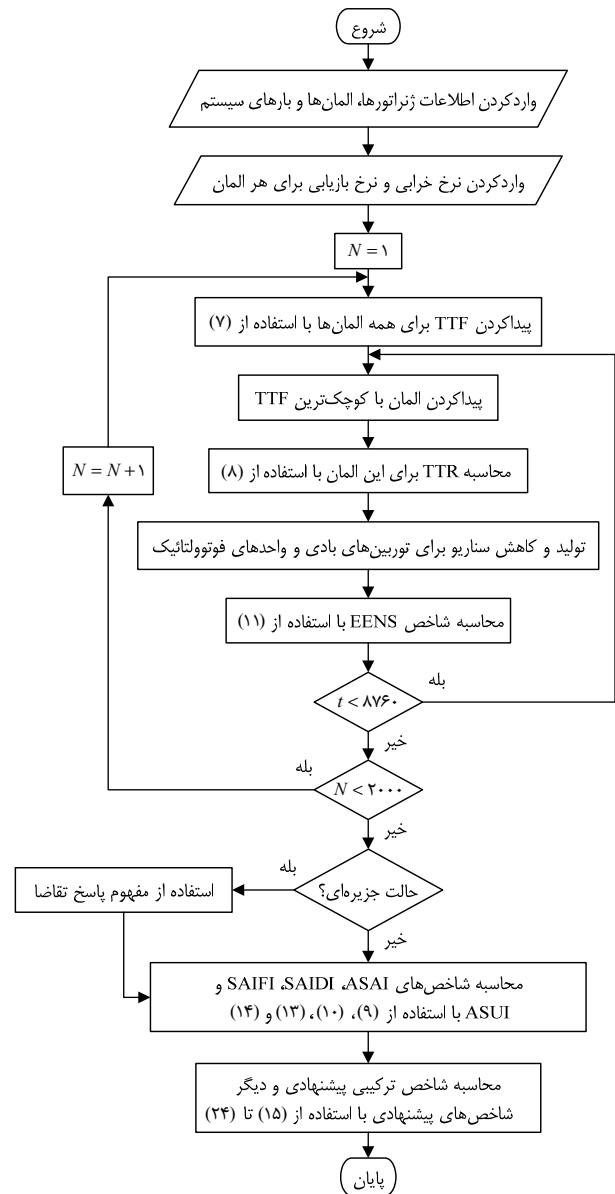 شروع
واردکردن اطلاعات ژنراتورها، المان‌ها و بارهای سیستم
واردکردن نرخ خرابی و نرخ بازیابی برای هر المان
N = ۱
پیداکردن TTF برای همه المان‌ها با استفاده از (۷)
پیداکردن المان با کوچک‌ترین TTF
N = N + ۱
محاسبه TTR برای این المان با استفاده از (۸)
تولید و کاهش سناریو برای توربین‌های بادی و واحدهای فوتوولتائیک
محاسبه شاخص EENS با استفاده از (۱۱)
بله
t < ۸۷۶۰
خیر
بله
N < ۲۰۰۰
خیر
بله
حالت جزیره‌ای؟
استفاده از مفهوم پاسخ تقاضا
خیر
محاسبه شاخص‌های SAIFI ،SAIDI ،ASAI و
ASUI با استفاده از (۹)، (۱۰)، (۱۳) و (۱۴)
محاسبه شاخص ترکیبی پیشنهادی و دیگر
شاخص‌های پیشنهادی با استفاده از (۱۵) تا (۲۴)
پایان